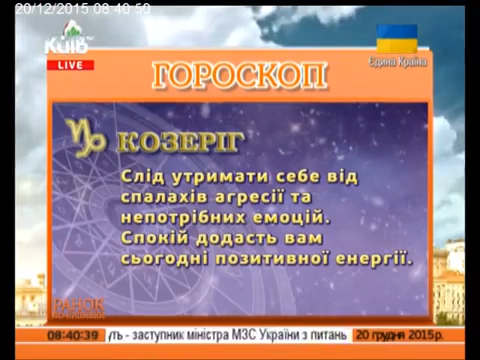 20/12/2015 08:40:59
КИЇВ
LIVE
Єдина Країна
ГОРОСКОП
КОЗЕРІГ
Слід утримати себе від
спалахів агресії та
непотрібних емоцій.
Спокій додасть вам
сьогодні позитивної енергії.
РАНОК
08:40:39
ть - заступник міністра МЗС України з питань
20 грудня 2015р.